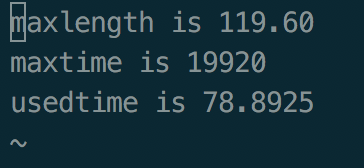 maxlength is 119.60
maxtime is 19920
usedtime is 78.8925
~